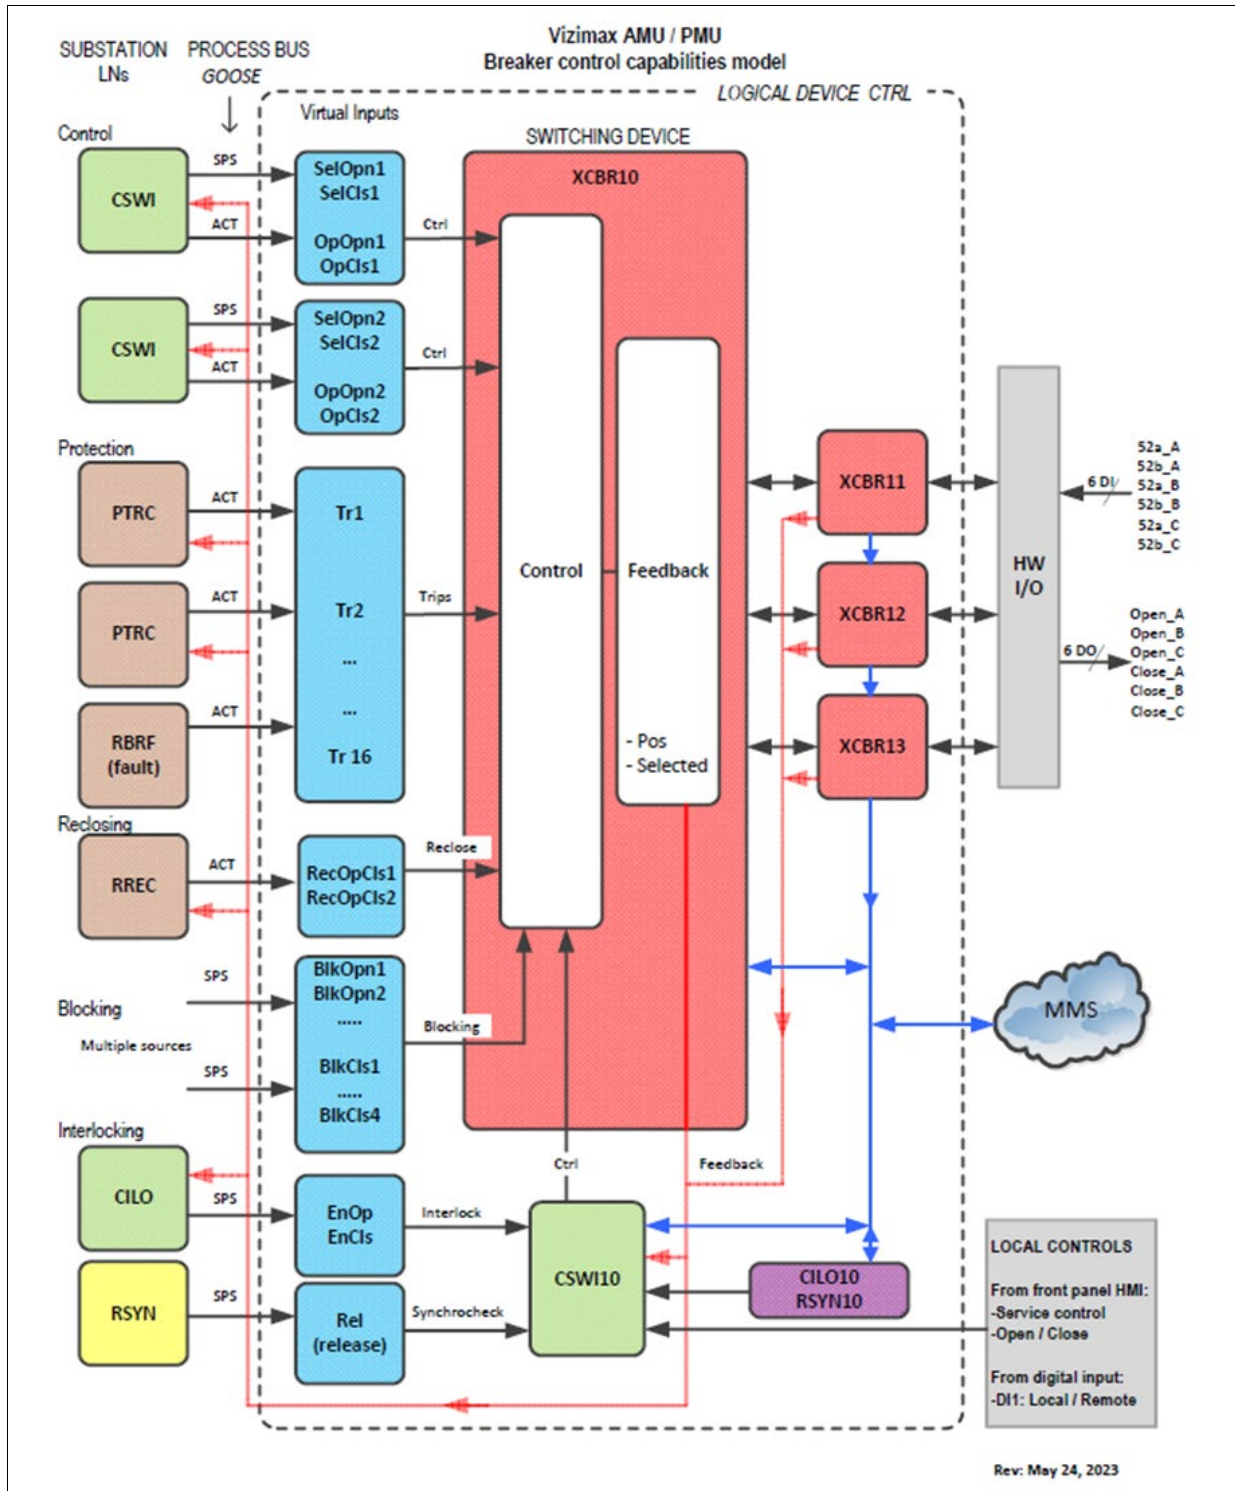 Vizimax AMU / PMU
Breaker control capabilities model
SUBSTATION
LNs
PROCESS BUS
GOOSE
LOGICAL DEVICE CTRL
Virtual Inputs
SWITCHING DEVICE
XCBR10
Control
CSWI
SPS
ACT
SelOpn1
SelCls1
OpOpn1
OpCls1
Ctrl
CSWI
SPS
ACT
SelOpn2
SelCls2
OpOpn2
OpCls2
Ctrl
Protection
PTRC
ACT
Tr1
PTRC
ACT
Tr2
...
...
Tr 16
Trips
RBRF
(fault)
ACT
Control
Feedback
- Pos
- Selected
XCBR11
XCBR12
XCBR13
HW
I/O
6 DI
52a_A
52b_A
52a_B
52b_B
52a_C
52b_C
6 DO
Open_A
Open_B
Open_C
Close_A
Close_B
Close_C
Reclosing
RREC
ACT
RecOpCls1
RecOpCls2
Reclose
Blocking
SPS
Multiple sources
SPS
BlkOpn1
BlkOpn2
.....
BlkCls1
.....
BlkCls4
Blocking
MMS
Interlocking
CILO
SPS
EnOp
EnCls
Interlock
Ctrl
Feedback
CSWI10
RSYN
SPS
Rel
(release)
Synchrocheck
CILO10
RSYN10
LOCAL CONTROLS
From front panel HMI:
-Service control
-Open / Close
From digital input:
-DI1: Local / Remote
Rev: May 24, 2023